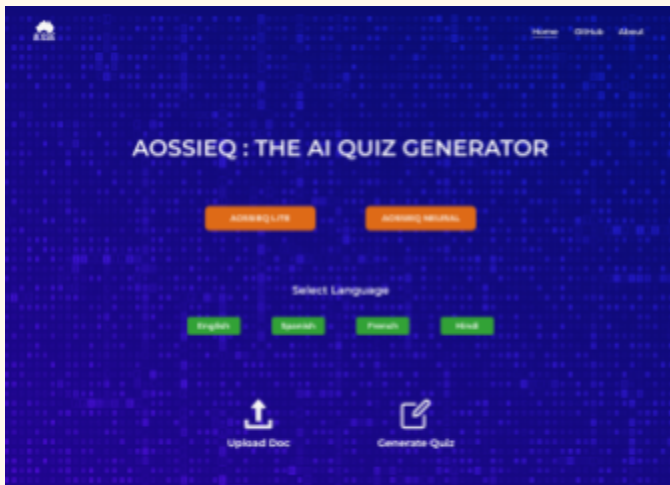 Home GitHub About
AOSSIEQ : THE AI QUIZ GENERATOR
AOSSIEQ LITE AOSSIEQ NEURAL
Select Language
English Spanish French Hindi
Upload Doc Generate Quiz